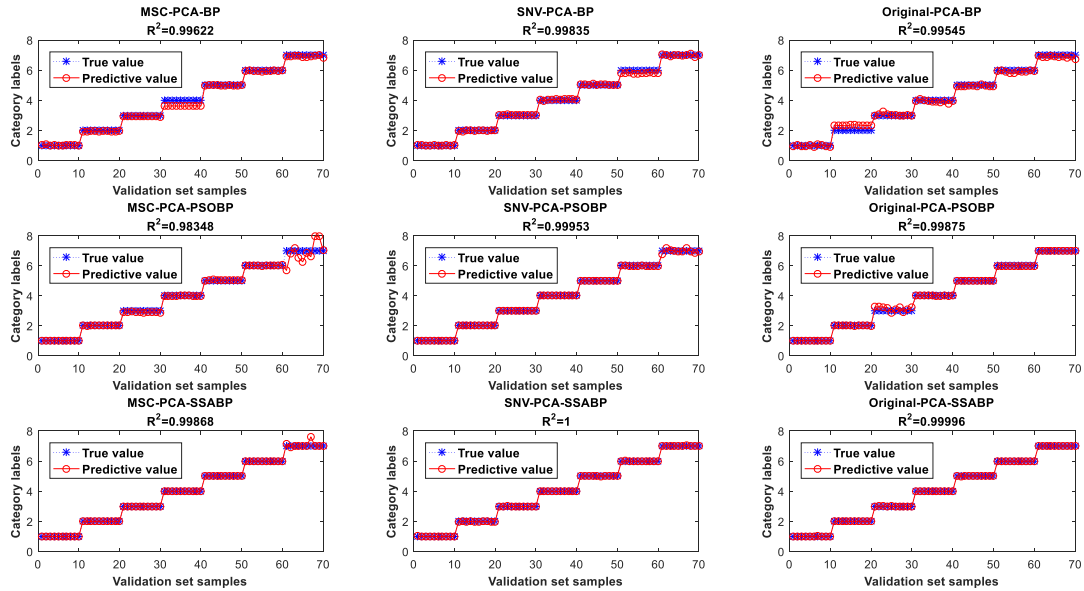 MSC-PCA-BP
R²=0.99622
8
6
4
2
0
Category labels
True value
Predictive value
0 10 20 30 40 50 60 70
Validation set samples
SNV-PCA-BP
R²=0.99835
8
6
4
2
0
Category labels
True value
Predictive value
0 10 20 30 40 50 60 70
Validation set samples
Original-PCA-BP
R²=0.99545
8
6
4
2
0
Category labels
True value
Predictive value
0 10 20 30 40 50 60 70
Validation set samples
MSC-PCA-PSOBP
R²=0.98348
8
6
4
2
0
Category labels
True value
Predictive value
0 10 20 30 40 50 60 70
Validation set samples
SNV-PCA-PSOBP
R²=0.99953
8
6
4
2
0
Category labels
True value
Predictive value
0 10 20 30 40 50 60 70
Validation set samples
Original-PCA-PSOBP
R²=0.99875
8
6
4
2
0
Category labels
True value
Predictive value
0 10 20 30 40 50 60 70
Validation set samples
MSC-PCA-SSABP
R²=0.99868
8
6
4
2
0
Category labels
True value
Predictive value
0 10 20 30 40 50 60 70
Validation set samples
SNV-PCA-SSABP
R²=1
8
6
4
2
0
Category labels
True value
Predictive value
0 10 20 30 40 50 60 70
Validation set samples
Original-PCA-SSABP
R²=0.99996
8
6
4
2
0
Category labels
True value
Predictive value
0 10 20 30 40 50 60 70
Validation set samples